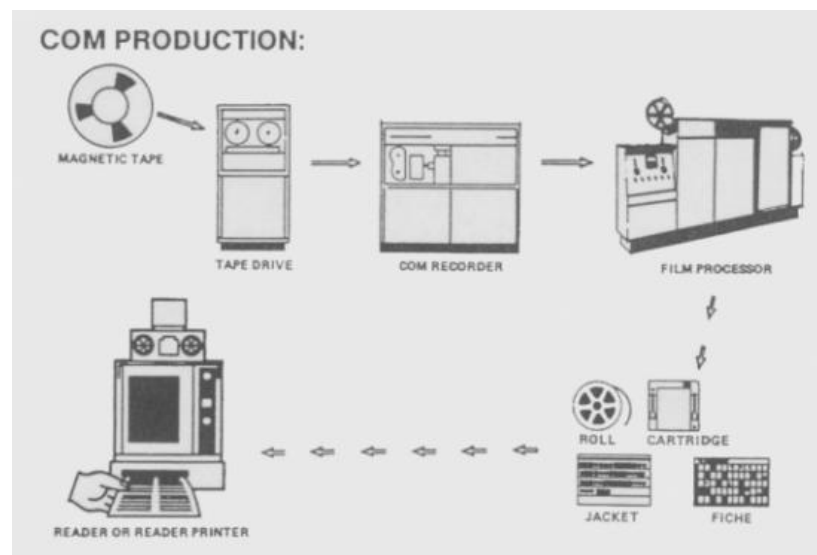 COM PRODUCTION:
MAGNETIC TAPE
TAPE DRIVE
COM RECORDER
FILM PROCESSOR
ROLL
CARTRIDGE
JACKET
FICHE
READER OR READER PRINTER